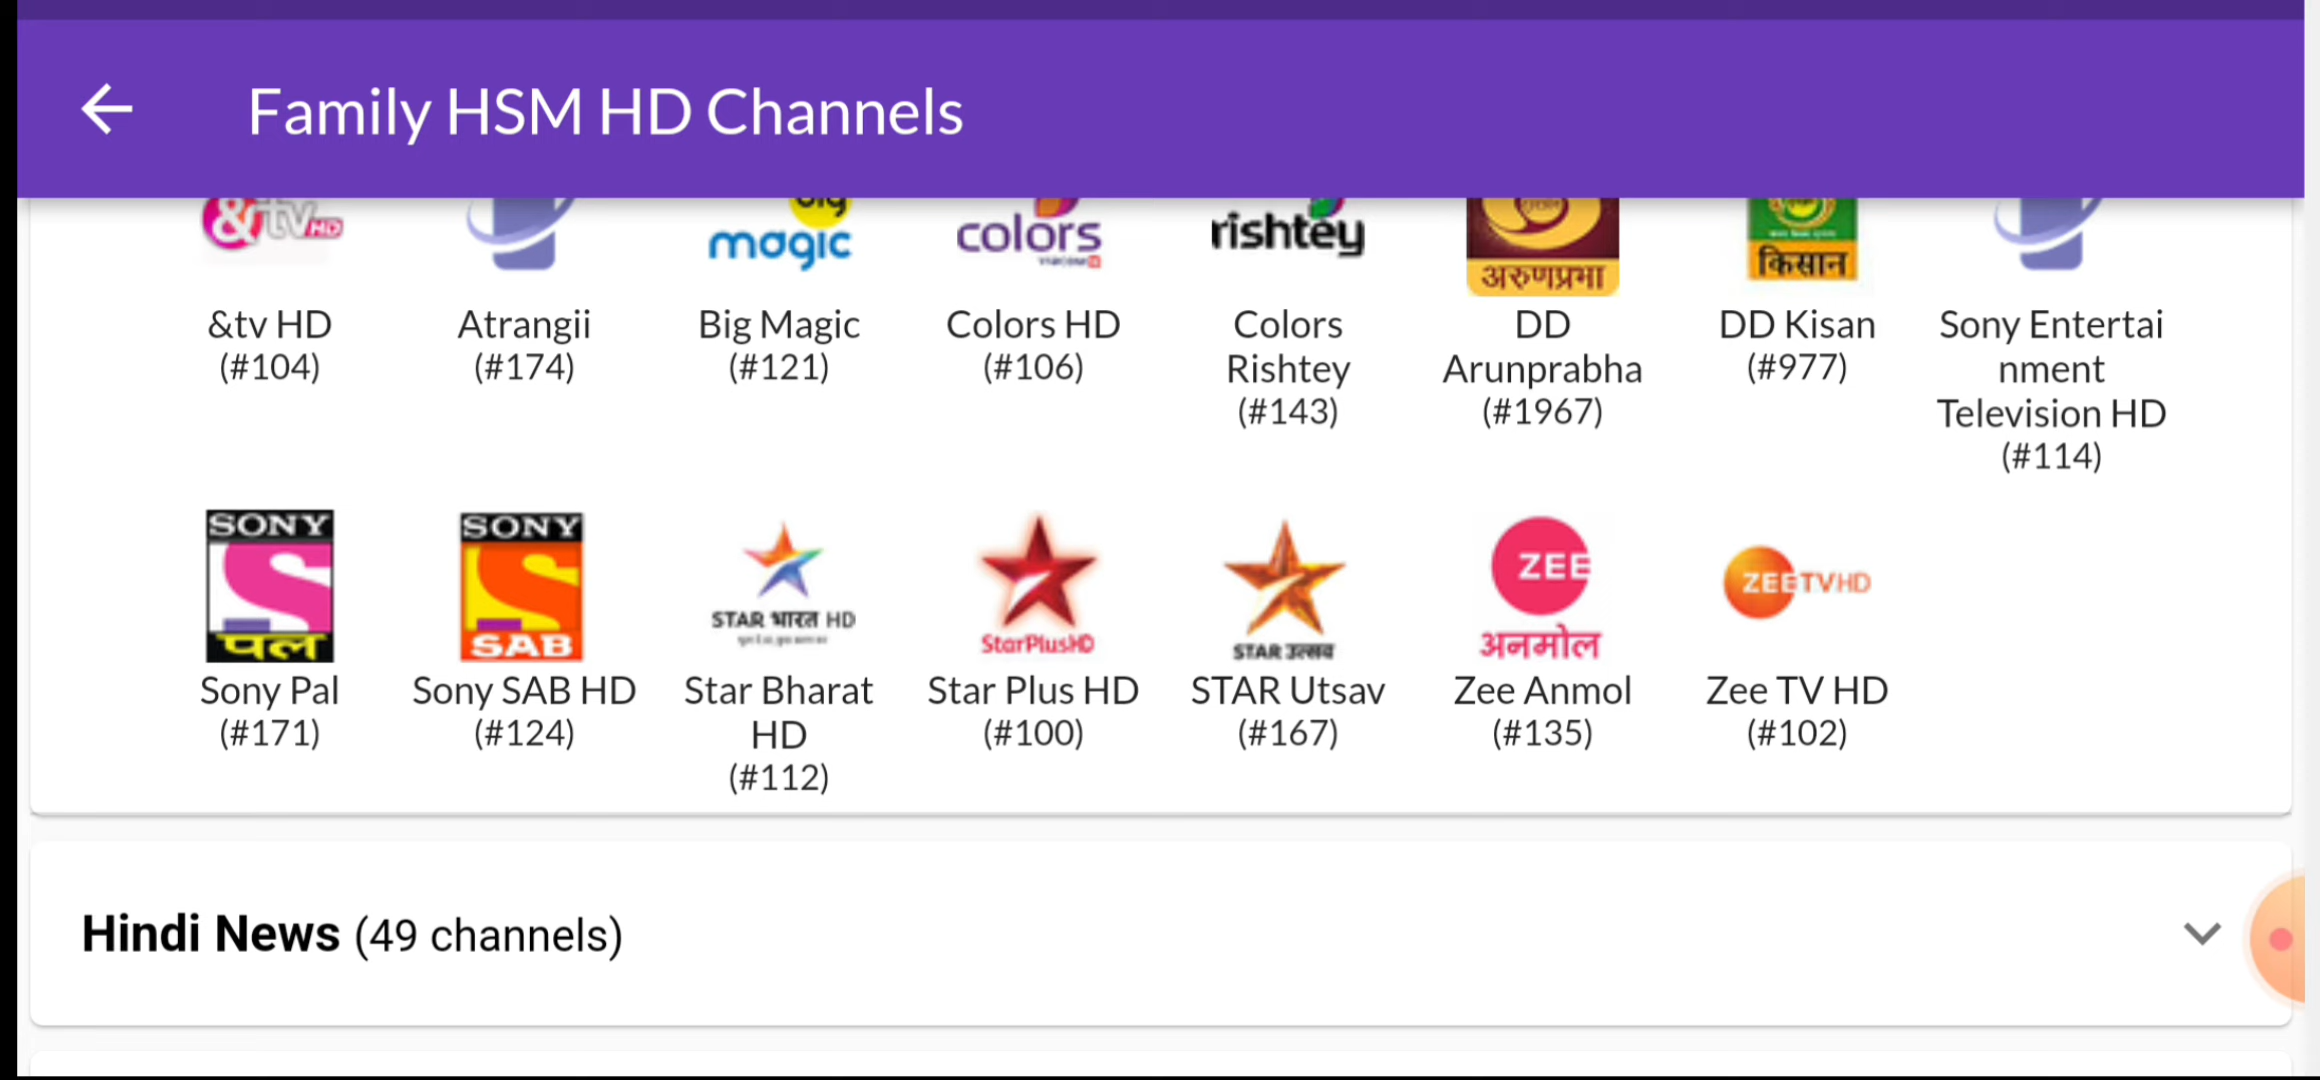 Family HSM HD Channels
&tv HD
magic
colors
rishtey
अरुणप्रभा
किसान
&tv HD
(#104)
Atrangii
(#174)
Big Magic
(#121)
Colors HD
(#106)
Colors
Rishtey
(#143)
DD
Arunprabha
(#1967)
DD Kisan
(#977)
Sony Entertai
nment
Television HD
(#114)
SONY
पल
SONY
SAB
STAR भारत HD
StarPlusHD
STAR उत्सव
ZEE
अनमोल
ZEETVHD
Sony Pal
(#171)
Sony SAB HD
(#124)
Star Bharat
HD
(#112)
Star Plus HD
(#100)
STAR Utsav
(#167)
Zee Anmol
(#135)
Zee TV HD
(#102)
Hindi News (49 channels)